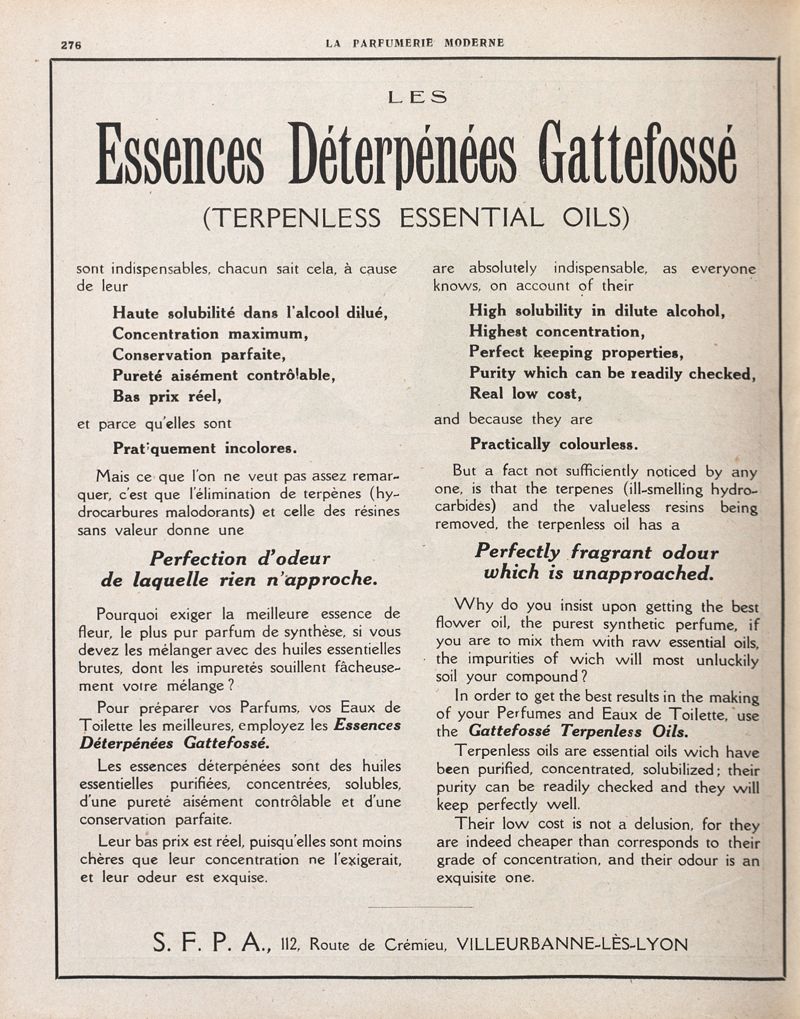 276
LA PARFUMERIE MODERNE
LES
Essences Déterpénées Gattefossé
(TERPENLESS ESSENTIAL OILS)
sont indispensables, chacun sait cela, à cause
de leur
Haute solubilité dans l'alcool dilué,
Concentration maximum,
Conservation parfaite,
Pureté aisément contrôlable,
Bas prix réel,
et parce qu'elles sont
Pratiquement incolores.
Mais ce que l'on ne veut pas assez remar-
quer, c'est que l'élimination de terpènes (hy-
drocarbures malodorants) et celle des résines
sans valeur donne une
Perfection d'odeur
de laquelle rien n'approche.
Pourquoi exiger la meilleure essence de
fleur, le plus pur parfum de synthèse, si vous
devez les mélanger avec des huiles essentielles
brutes, dont les impuretés souillent fâcheuse-
ment votre mélange ?
Pour préparer vos Parfums, vos Eaux de
Toilette les meilleures, employez les Essences
Déterpénées Gattefossé.
Les essences déterpénées sont des huiles
essentielles purifiées, concentrées, solubles,
d'une pureté aisément contrôlable et d'une
conservation parfaite.
Leur bas prix est réel, puisqu'elles sont moins
chères que leur concentration ne l'exigerait,
et leur odeur est exquise.
are absolutely indispensable, as everyone
knows, on account of their
High solubility in dilute alcohol,
Highest concentration,
Perfect keeping properties,
Purity which can be readily checked,
Real low cost,
and because they are
Practically colourless.
But a fact not sufficiently noticed by any
one, is that the terpenes (ill-smelling hydro-
carbides) and the valueless resins being
removed, the terpenless oil has a
Perfectly fragrant odour
which is unapproached.
Why do you insist upon getting the best
flower oil, the purest synthetic perfume, if
you are to mix them with raw essential oils,
the impurities of wich will most unluckily
soil your compound ?
In order to get the best results in the making
of your Perfumes and Eaux de Toilette, use
the Gattefossé Terpenless Oils.
Terpenless oils are essential oils wich have
been purified, concentrated, solubilized ; their
purity can be readily checked and they will
keep perfectly well.
Their low cost is not a delusion, for they
are indeed cheaper than corresponds to their
grade of concentration, and their odour is an
exquisite one.
S. F. P. A., 112, Route de Crémieu, VILLEURBANNE-LÈS-LYON